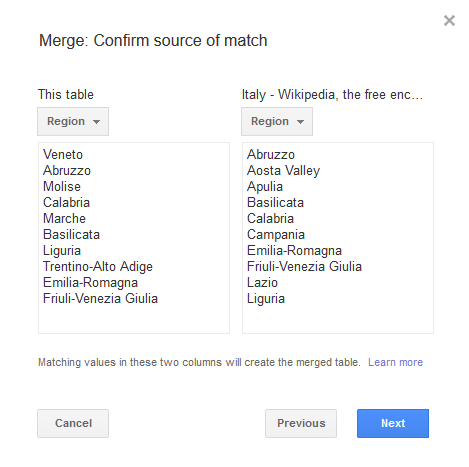 Merge: Confirm source of match
This table
Region
Veneto
Abruzzo
Molise
Calabria
Marche
Basilicata
Liguria
Trentino-Alto Adige
Emilia-Romagna
Friuli-Venezia Giulia
Italy - Wikipedia, the free enc...
Region
Abruzzo
Aosta Valley
Apulia
Basilicata
Calabria
Campania
Emilia-Romagna
Friuli-Venezia Giulia
Lazio
Liguria
Matching values in these two columns will create the merged table. Learn more
Cancel Previous Next